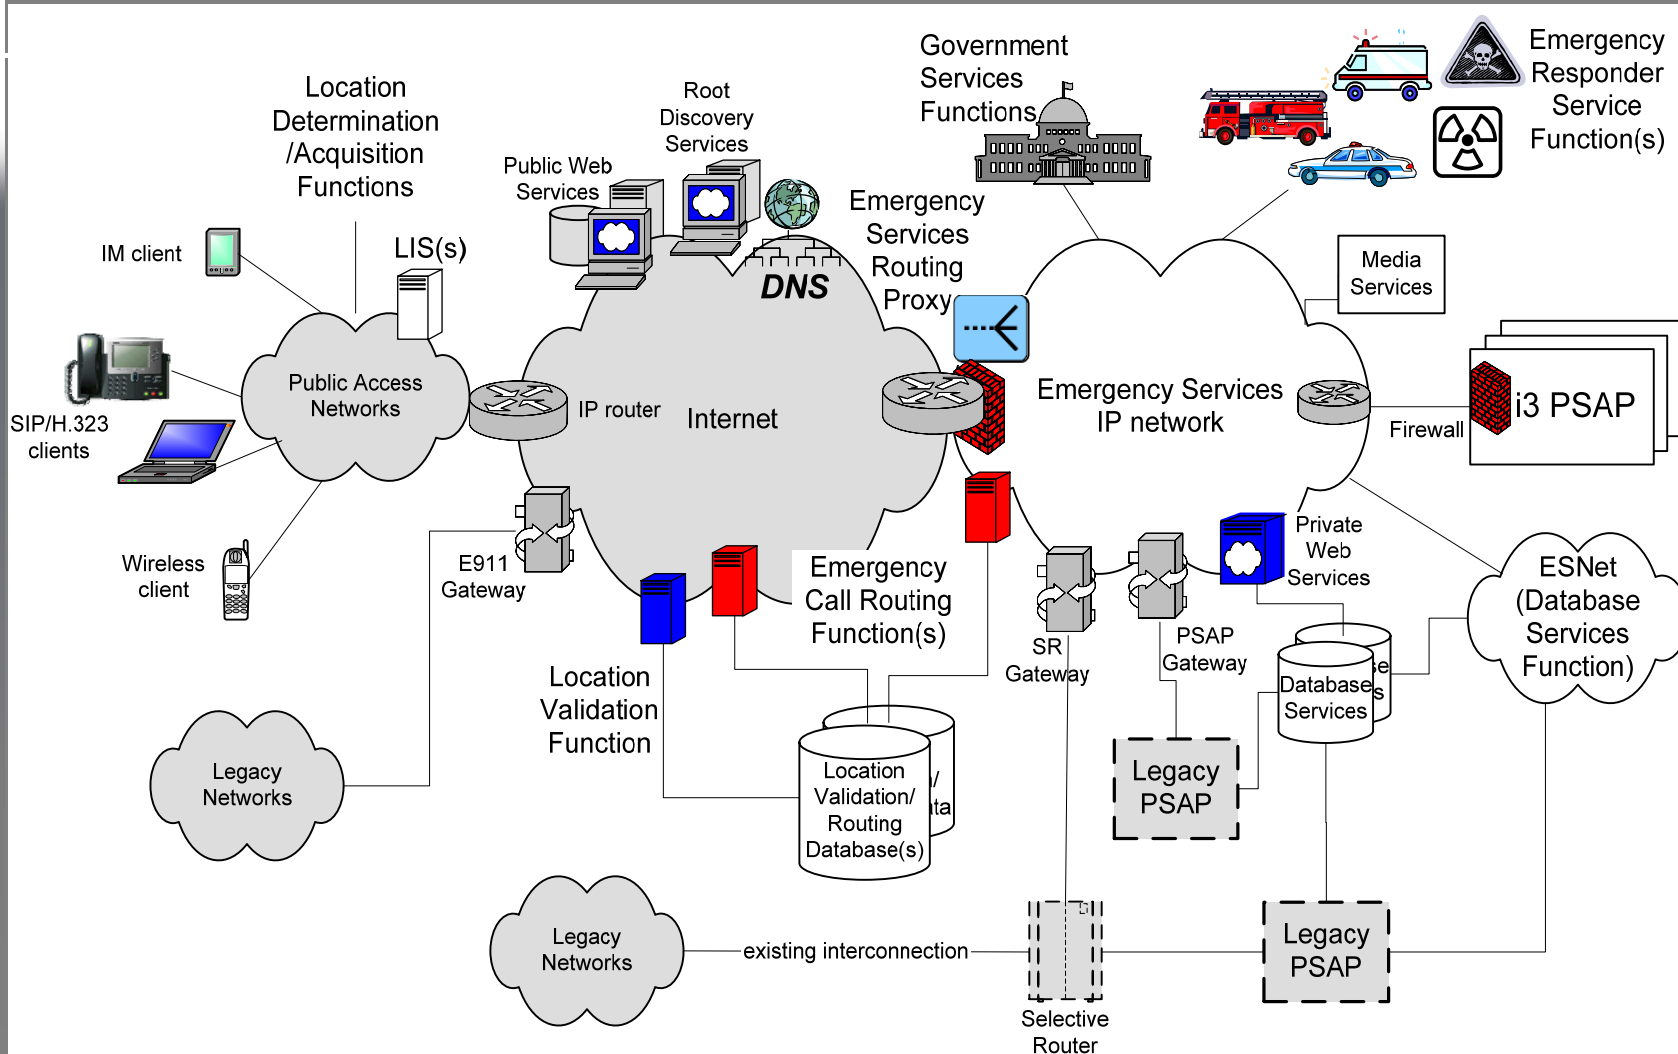 Location
Determination
/Acquisition
Functions
Root
Discovery
Services
Public Web
Services
Government
Services
Functions
Emergency
Responder
Service
Function(s)
IM client
LIS(s)
DNS
Emergency
Services
Routing
Proxy
Media
Services
SIP/H.323
clients
Public Access
Networks
IP router
Internet
Emergency Services
IP network
Firewall
i3 PSAP
Wireless
client
E911
Gateway
Emergency
Call Routing
Function(s)
Location
Validation
Function
SR
Gateway
PSAP
Gateway
Private
Web
Services
ESNet
(Database
Services
Function)
Database
Services
se
s
Legacy
Networks
Location
Validation/
Routing
Database(s)
/
ta
Legacy
PSAP
Legacy
Networks
existing interconnection
Selective
Router
Legacy
PSAP